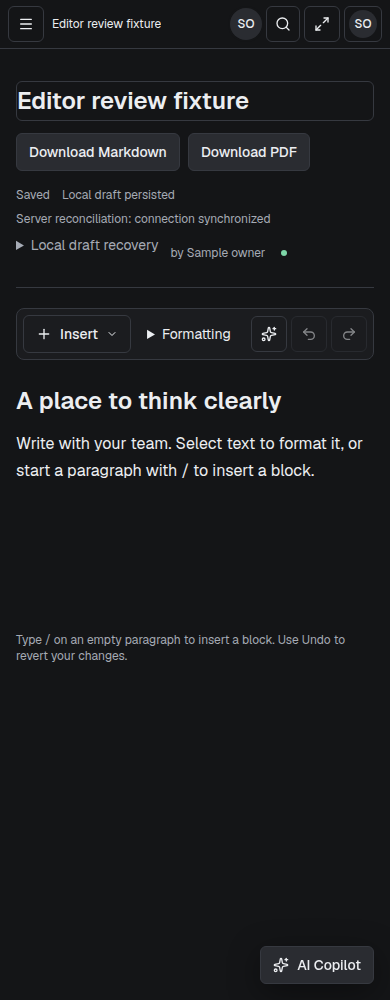 Editor review fixture
SO
SO
Editor review fixture
Download Markdown
Download PDF
Saved Local draft persisted
Server reconciliation: connection synchronized
Local draft recovery
by Sample owner
Insert
Formatting
A place to think clearly
Write with your team. Select text to format it, or
start a paragraph with / to insert a block.
Type / on an empty paragraph to insert a block. Use Undo to
revert your changes.
AI Copilot